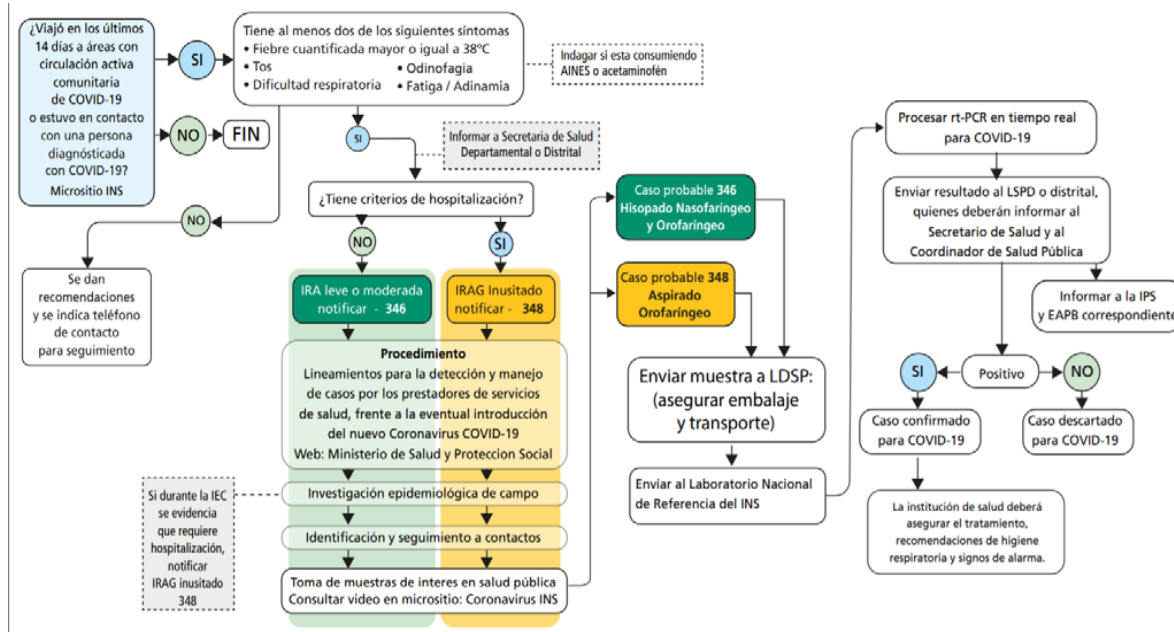 ¿Viajó en los últimos
14 días a áreas con
circulación activa
comunitaria
de COVID-19
o estuvo en contacto
con una persona
diagnósticada
con COVID-19?
Micrositio INS
SI
NO
FIN
Tiene al menos dos de los siguientes síntomas
• Fiebre cuantificada mayor o igual a 38ºC
• Tos
• Odinofagia
• Dificultad respiratoria
• Fatiga / Adinamia
Indagar si esta consumiendo
AINES o acetaminofén
NO
Se dan
recomendaciones
y se indica teléfono
de contacto
para seguimiento
SI
Informar a Secretaria de Salud
Departamental o Distrital
¿Tiene criterios de hospitalización?
NO
SI
IRA leve o moderada
notificar - 346
IRAG Inusitado
notificar - 348
Procedimiento
Lineamientos para la detección y manejo
de casos por los prestadores de servicios
de salud, frente a la eventual introducción
del nuevo Coronavirus COVID-19
Web: Ministerio de Salud y Proteccion Social
Investigación epidemiológica de campo
Si durante la IEC
se evidencia
que requiere
hospitalización,
notificar
IRAG inusitado
348
Identificación y seguimiento a contactos
Toma de muestras de interes en salud pública
Consultar video en micrositio: Coronavirus INS
Caso probable 346
Hisopado Nasofaríngeo
y Orofaríngeo
Caso probable 348
Aspirado
Orofaríngeo
Enviar muestra a LDSP:
(asegurar embalaje
y transporte)
Enviar al Laboratorio Nacional
de Referencia del INS
Procesar rt-PCR en tiempo real
para COVID-19
Enviar resultado al LSPD o distrital,
quienes deberán informar al
Secretario de Salud y al
Coordinador de Salud Pública
Informar a la IPS
y EAPB correspondiente
SI
Positivo
NO
Caso confirmado
para COVID-19
Caso descartado
para COVID-19
La institución de salud deberá
asegurar el tratamiento,
recomendaciones de higiene
respiratoria y signos de alarma.